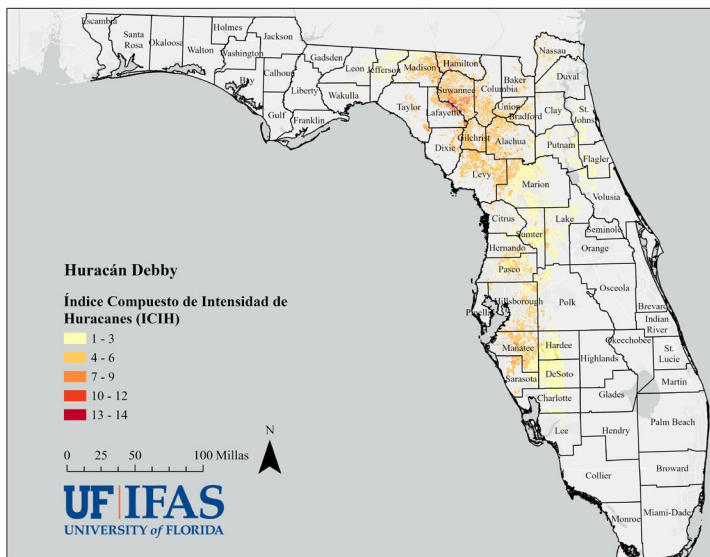 Escambia
Santa
Rosa
Okaloosa
Walton
Holmes
Washington
Jackson
Bay
Calhoun
Gulf
Liberty
Franklin
Gadsden
Leon
Wakulla
Jefferson
Madison
Taylor
Hamilton
Suwannee
Lafayette
Dixie
Columbia
Gilchrist
Levy
Baker
Union
Bradford
Alachua
Nassau
Duval
Clay
St.
Johns
Putnam
Flagler
Marion
Volusia
Citrus
Sumter
Lake
Seminole
Orange
Hernando
Pasco
Pinellas
Hillsborough
Polk
Osceola
Brevard
Indian
River
Manatee
Hardee
Highlands
Okeechobee
St.
Lucie
Sarasota
DeSoto
Martin
Charlotte
Glades
Lee
Hendry
Palm Beach
Collier
Broward
Monroe
Miami-Dade
Huracán Debby
Índice Compuesto de Intensidad de
Huracanes (ICIH)
1 - 3
4 - 6
7 - 9
10 - 12
13 - 14
N
0 25 50 100 Millas
UF|IFAS
UNIVERSITY of FLORIDA